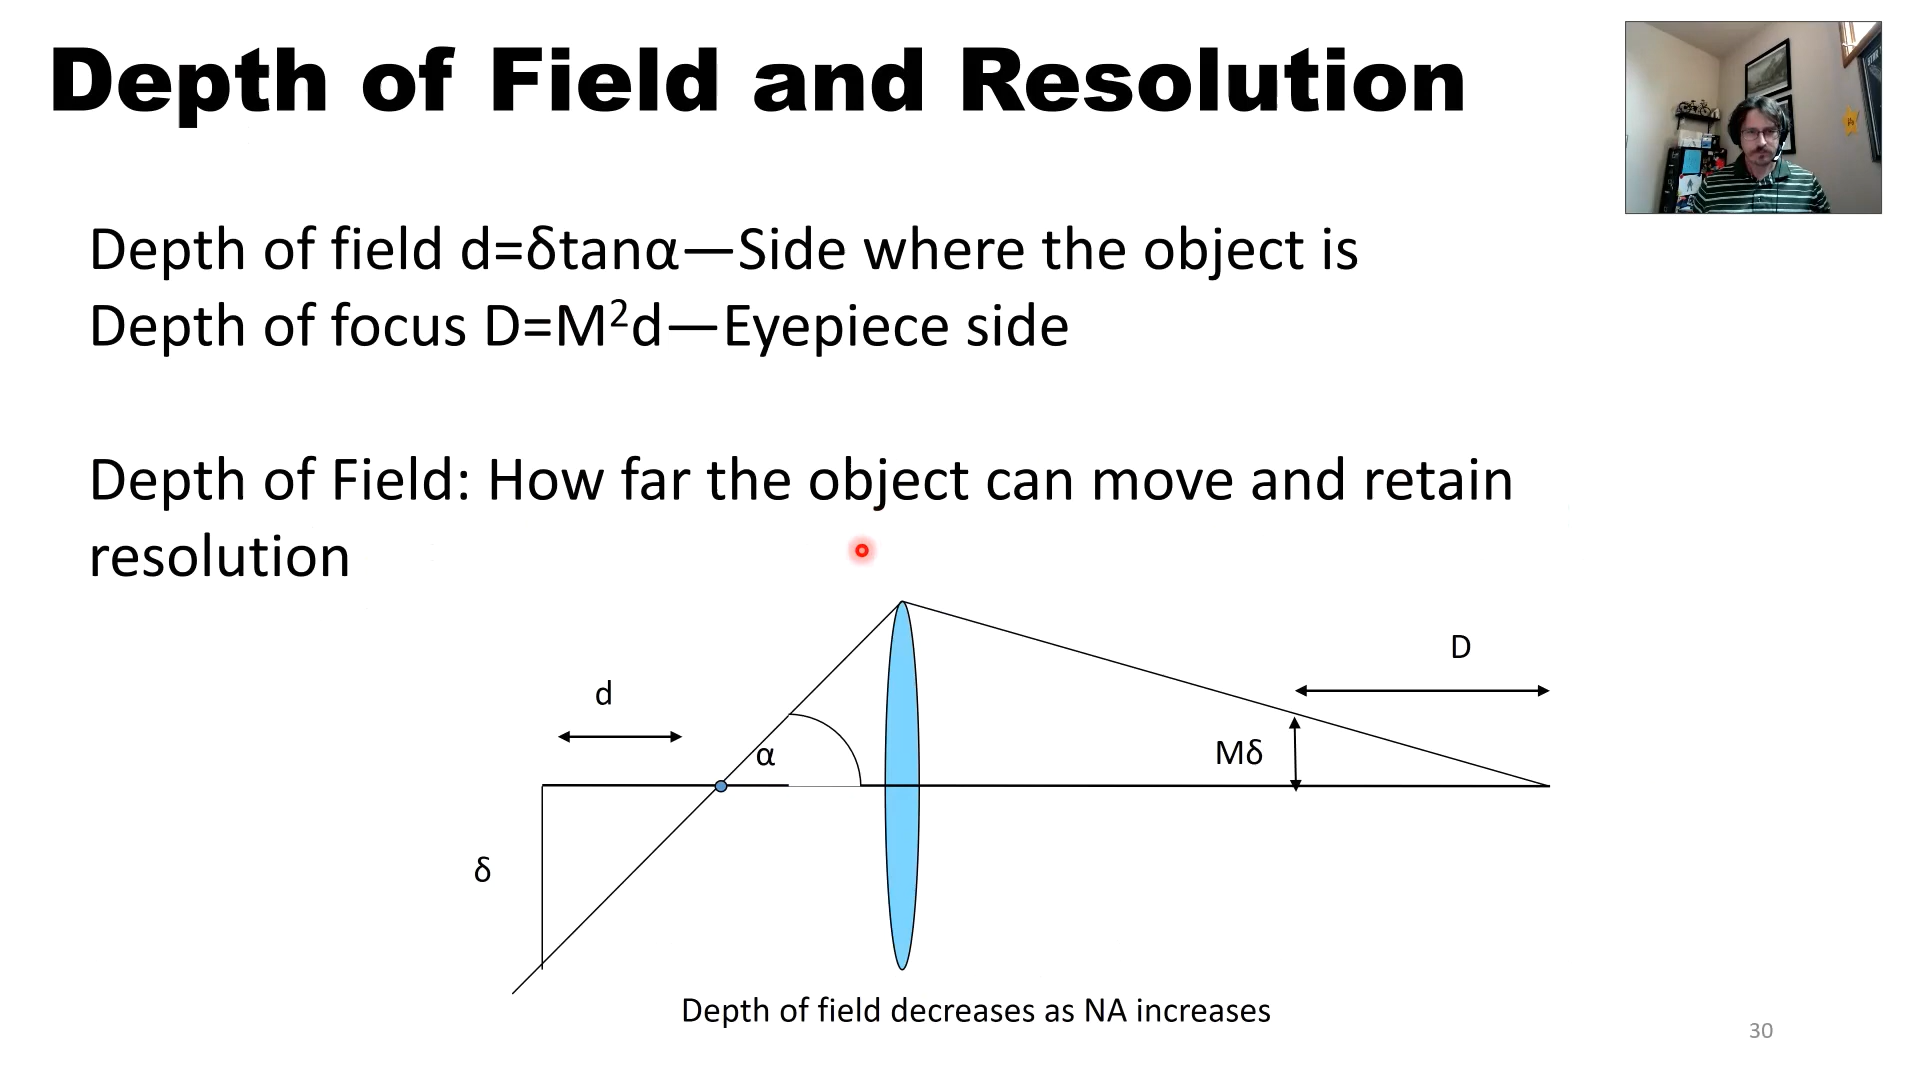 Depth of Field and Resolution
Depth of field d=δtanα—Side where the object is
Depth of focus D=M²d—Eyepiece side
Depth of Field: How far the object can move and retain
resolution
D
d
α
Mδ
δ
Depth of field decreases as NA increases
30